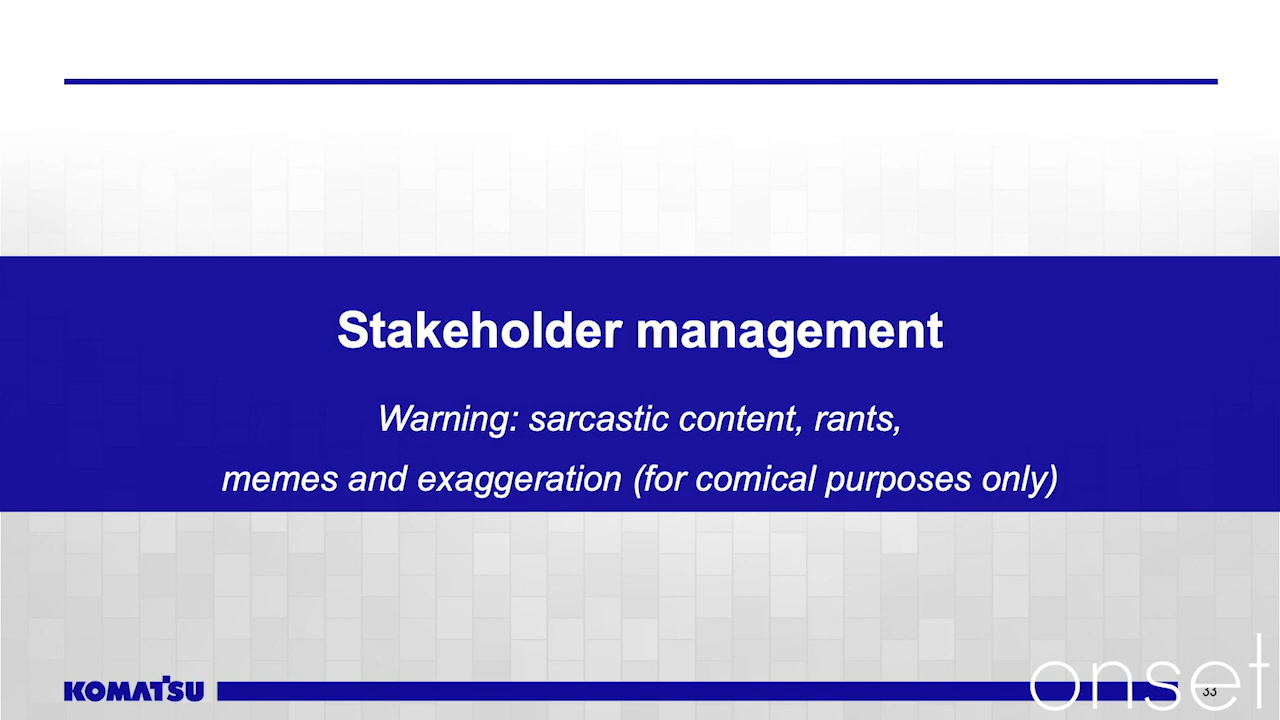 Stakeholder management
Warning: sarcastic content, rants,
memes and exaggeration (for comical purposes only)
KOMATSU
33
onset